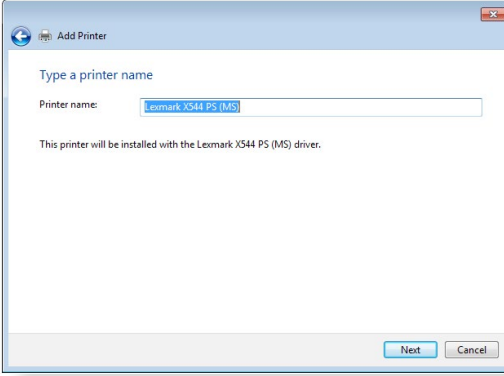 Add Printer
Type a printer name
Printer name: Lexmark X544 PS (MS)
This printer will be installed with the Lexmark X544 PS (MS) driver.
Next Cancel